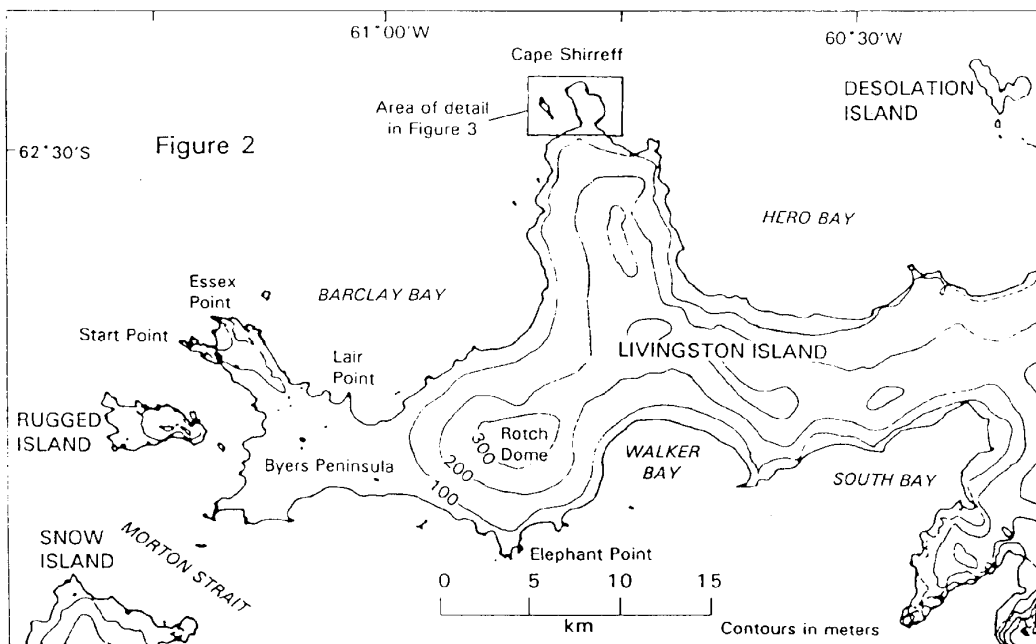 61°00'W
60°30'W
Cape Shirreff
DESOLATION
ISLAND
Area of detail
in Figure 3
62°30'S
Figure 2
HERO BAY
Essex
Point
BARCLAY BAY
Start Point
Lair
Point
LIVINGSTON ISLAND
RUGGED
ISLAND
Rotch
Dome
300
200
100
WALKER
BAY
Byers Peninsula
SOUTH BAY
SNOW
ISLAND
MORTON STRAIT
Elephant Point
0 5 10 15
km
Contours in meters